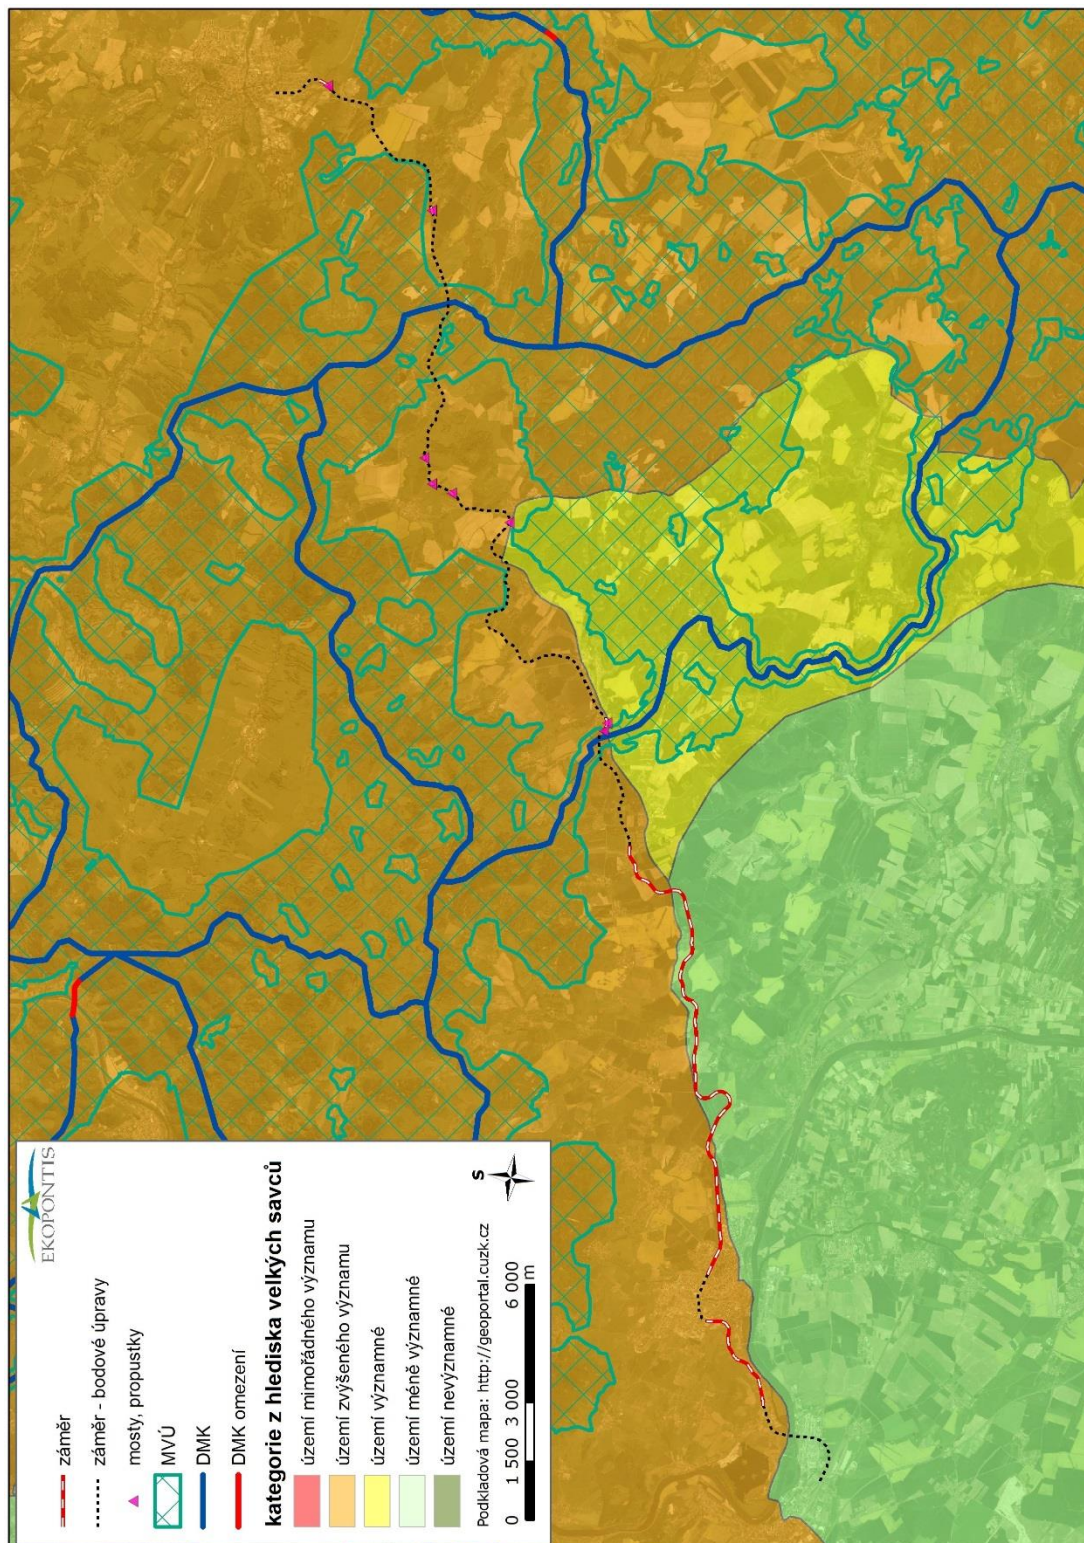 EKOPONTIS
záměr
záměr - bodové úpravy
mosty, propustky
MVÚ
DMK
DMK omezení
kategorie z hlediska velkých savců
území mimořádného významu
území zvýšeného významu
území významné
území méně významné
území nevýznamné
Podkladová mapa: http://geoportal.cuzk.cz
S
0 1 500 3 000 6 000
m